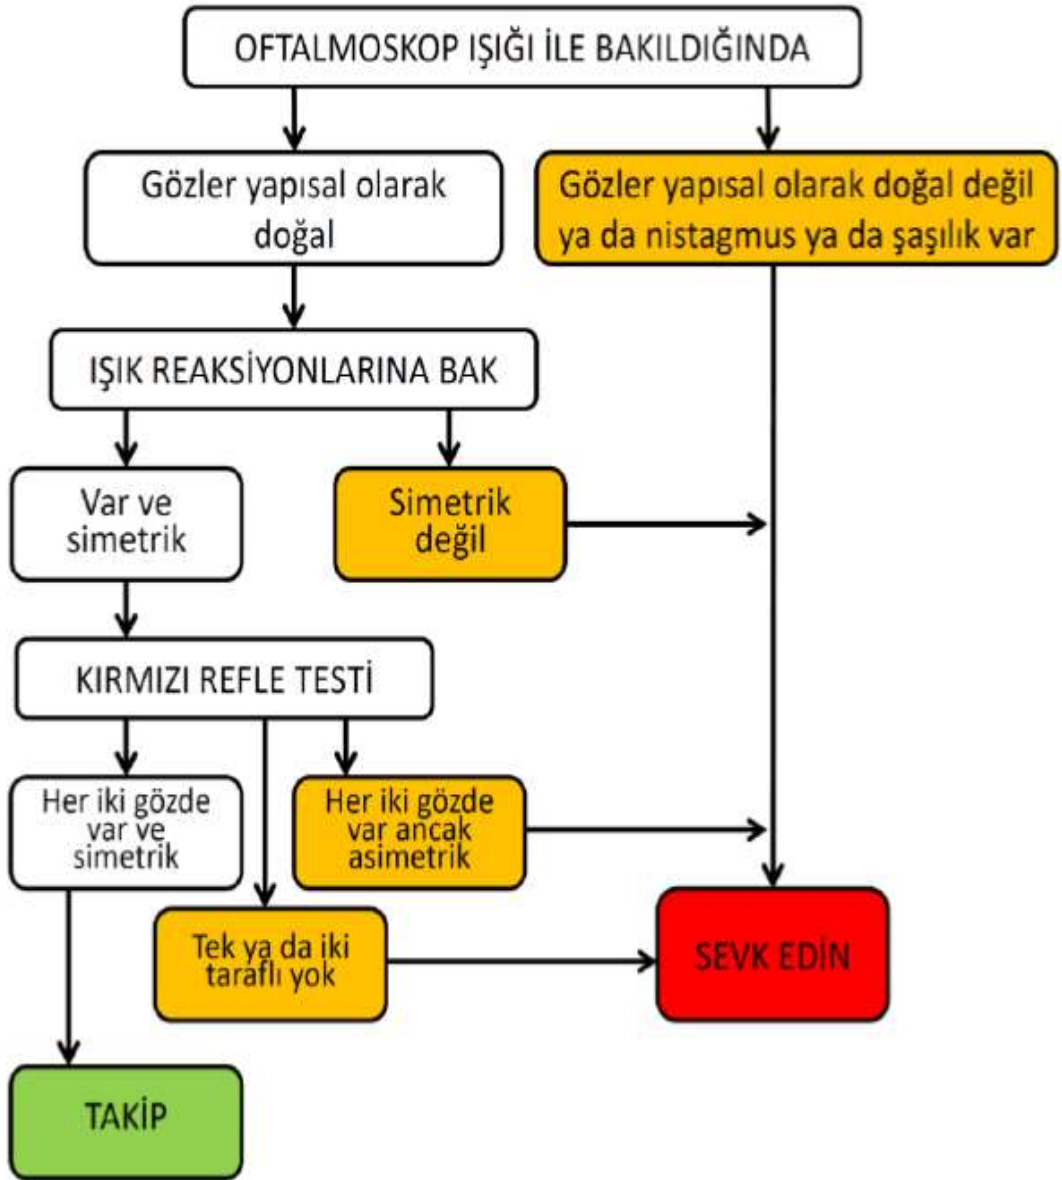 OFTALMOSKOP IŞIĞI İLE BAKILDIĞINDA
Gözler yapısal olarak
doğal
Gözler yapısal olarak doğal değil
ya da nistagmus ya da şaşılık var
IŞIK REAKSİYONLARINA BAK
Var ve
simetrik
Simetrik
değil
KIRMIZI REFLE TESTİ
Her iki gözde
var ve
simetrik
Her iki gözde
var ancak
asimetrik
Tek ya da iki
taraflı yok
SEVK EDİN
TAKİP